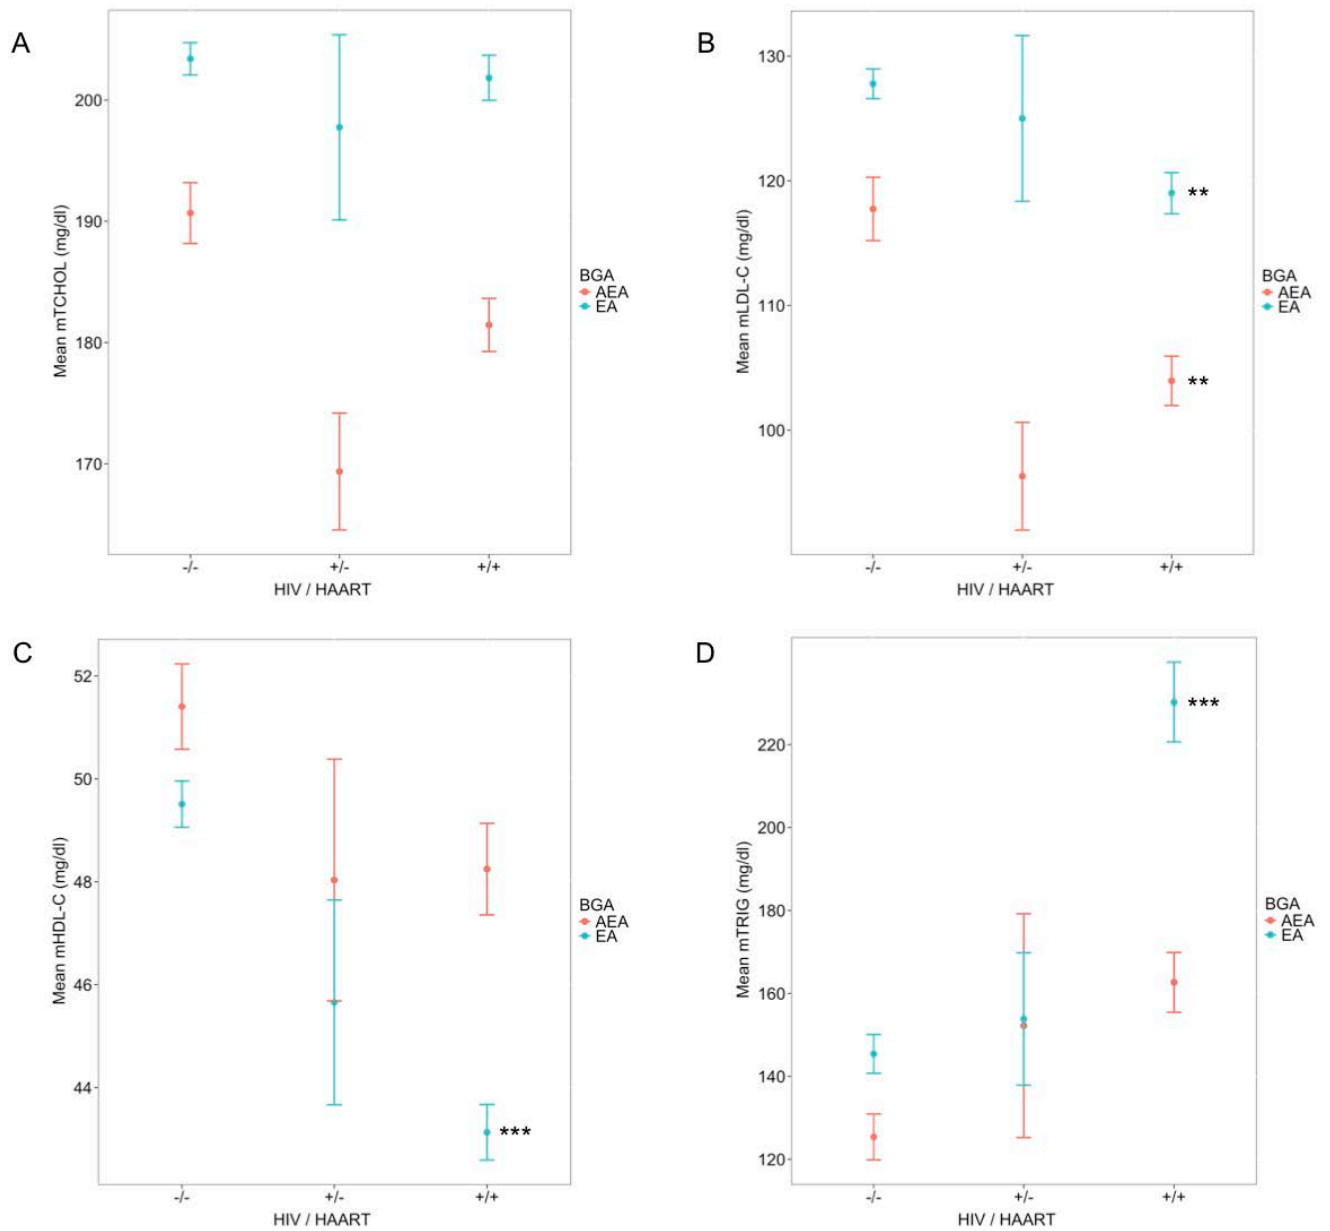 A
Mean mTCHOL (mg/dl)
200
190
180
170
-/-
+/-
+/+
HIV / HAART
BGA
AEA
EA
B
Mean mLDL-C (mg/dl)
130
120
110
100
**
**
-/-
+/-
+/+
HIV / HAART
BGA
AEA
EA
C
Mean mHDL-C (mg/dl)
52
50
48
46
44
***
-/-
+/-
+/+
HIV / HAART
BGA
AEA
EA
D
Mean mTRIG (mg/dl)
220
200
180
160
140
120
***
-/-
+/-
+/+
HIV / HAART
BGA
AEA
EA